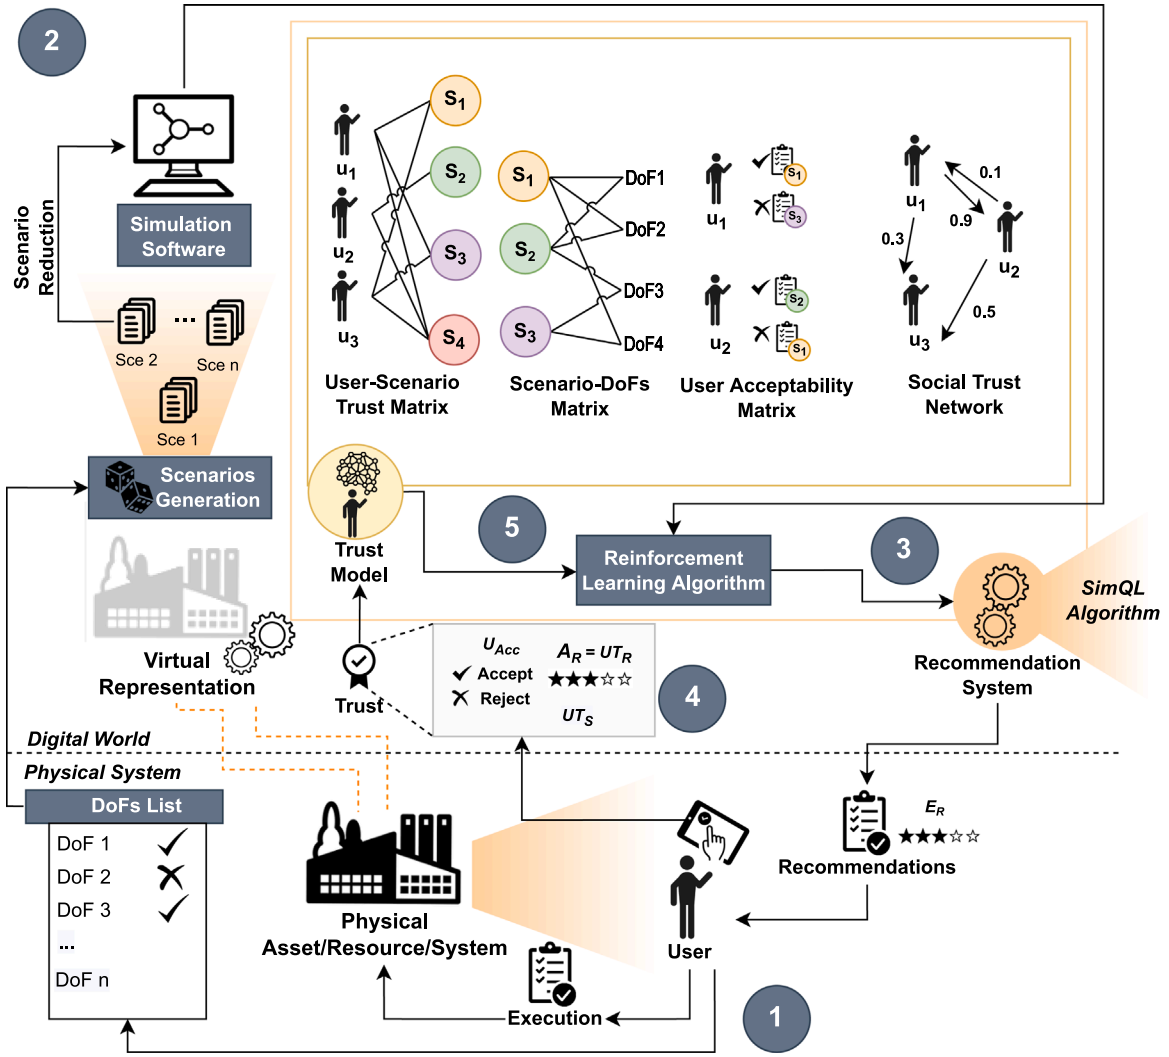 2
Simulation
Software
Scenario
Reduction
Sce 2
...
Sce n
Sce 1
Scenarios
Generation
Virtual
Representation
u1
u2
u3
S1
S2
S3
S4
User-Scenario
Trust Matrix
S1
S2
S3
DoF1
DoF2
DoF3
DoF4
Scenario-DoFs
Matrix
u1
S1
S3
u2
S2
S1
User Acceptability
Matrix
u1
0.1
0.9
u2
0.3
0.5
u3
Social Trust
Network
Trust
Model
5
Reinforcement
Learning Algorithm
3
SimQL
Algorithm
Recommendation
System
Trust
UAcc
AR = UTR
Accept
Reject
UTS
4
Digital World
Physical System
DoFs List
DoF 1
DoF 2
DoF 3
...
DoF n
Physical
Asset/Resource/System
User
ER
Recommendations
Execution
1